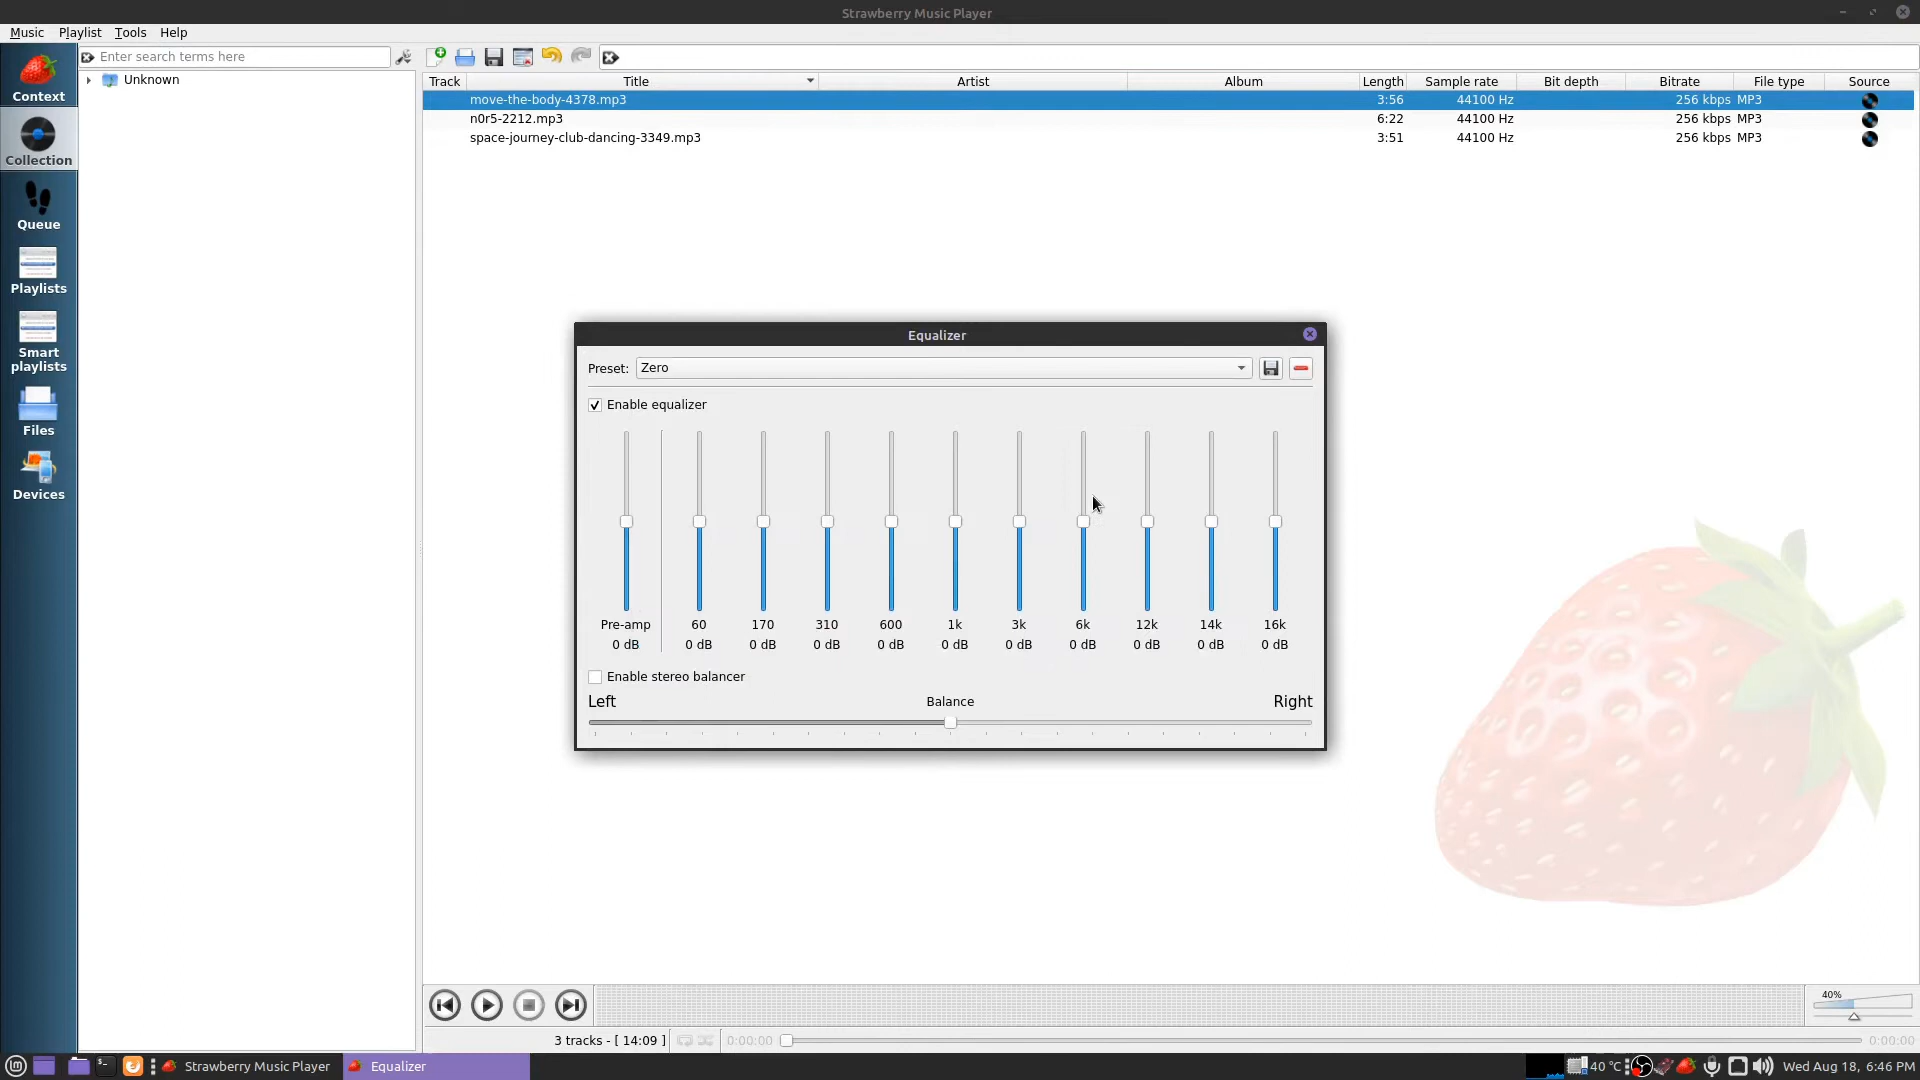 Strawberry Music Player
Music Playlist Tools Help
Enter search terms here
Context
Collection
Queue
Playlists
Smart
playlists
Files
Devices
Unknown
Track Title Artist Album Length Sample rate Bit depth Bitrate File type Source
move-the-body-4378.mp3 3:56 44100 Hz 256 kbps MP3
n0r5-2212.mp3 6:22 44100 Hz 256 kbps MP3
space-journey-club-dancing-3349.mp3 3:51 44100 Hz 256 kbps MP3
Equalizer
Preset: Zero
Enable equalizer
Pre-amp 60 170 310 600 1k 3k 6k 12k 14k 16k
0 dB 0 dB 0 dB 0 dB 0 dB 0 dB 0 dB 0 dB 0 dB 0 dB 0 dB
Enable stereo balancer
Left Balance Right
40%
3 tracks - [ 14:09 ] 0:00:00 0:00:00
Strawberry Music Player Equalizer 40 °C Wed Aug 18, 6:46 PM